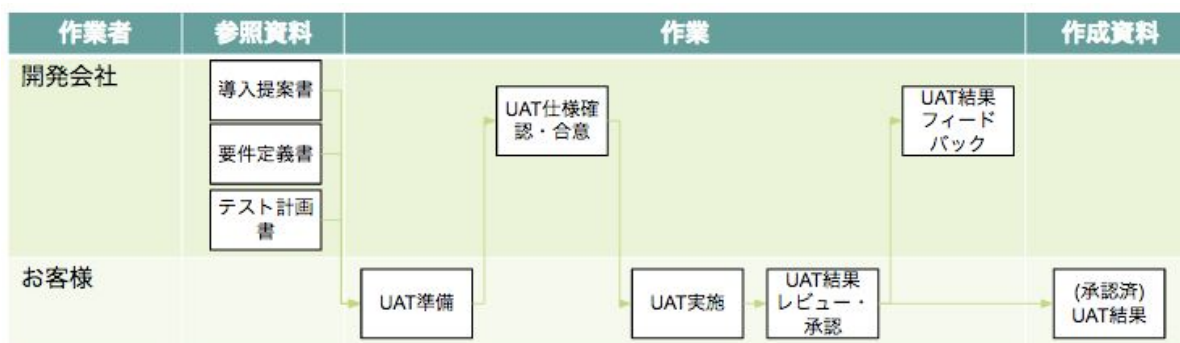 作業者
参照資料
作業
作成資料
開発会社
導入提案書
要件定義書
テスト計画
書
UAT仕様確
認・合意
UAT結果
フィード
バック
お客様
UAT準備
UAT実施
UAT結果
レビュー・
承認
(承認済)
UAT結果